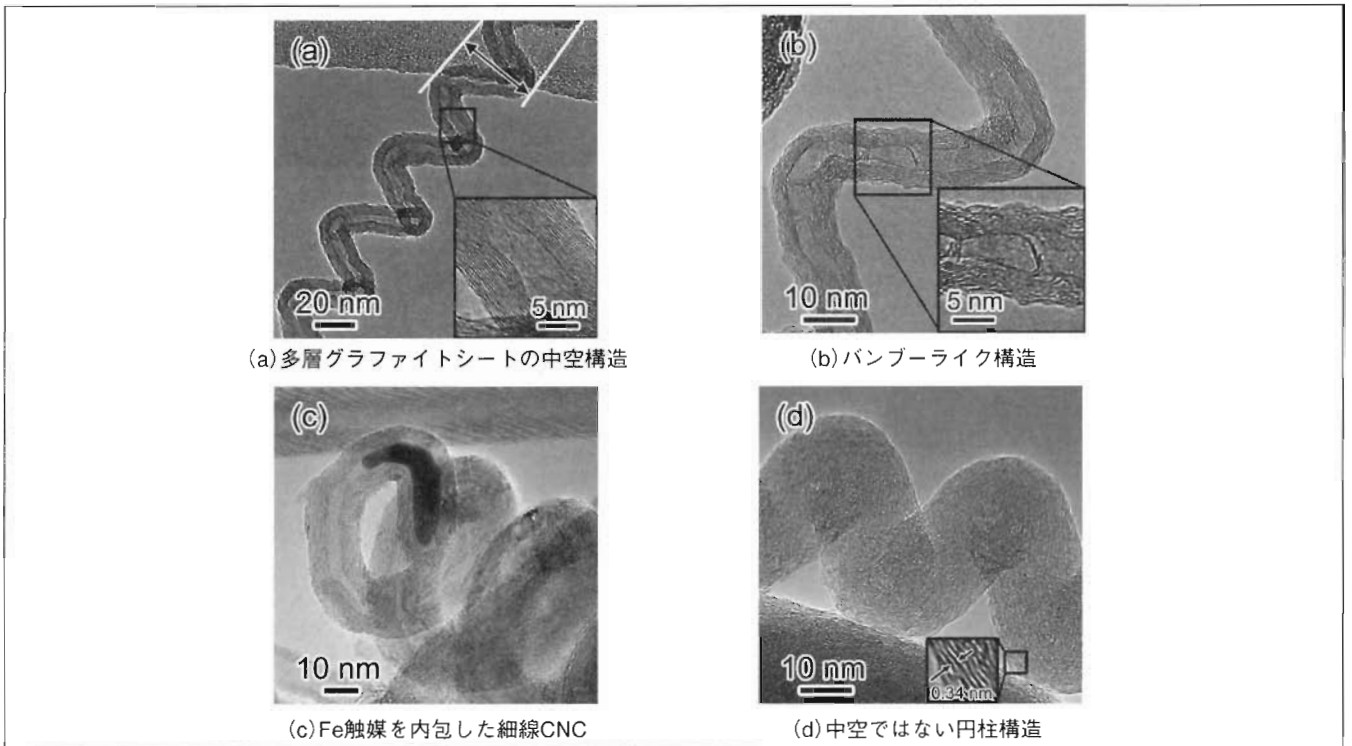 (a)
20 nm
5 nm
(a)多層グラファイトシートの中空構造
(b)
10 nm
5 nm
(b)バンブーライク構造
(c)
10 nm
(c)Fe触媒を内包した細線CNC
(d)
10 nm
0.34 nm
(d)中空ではない円柱構造